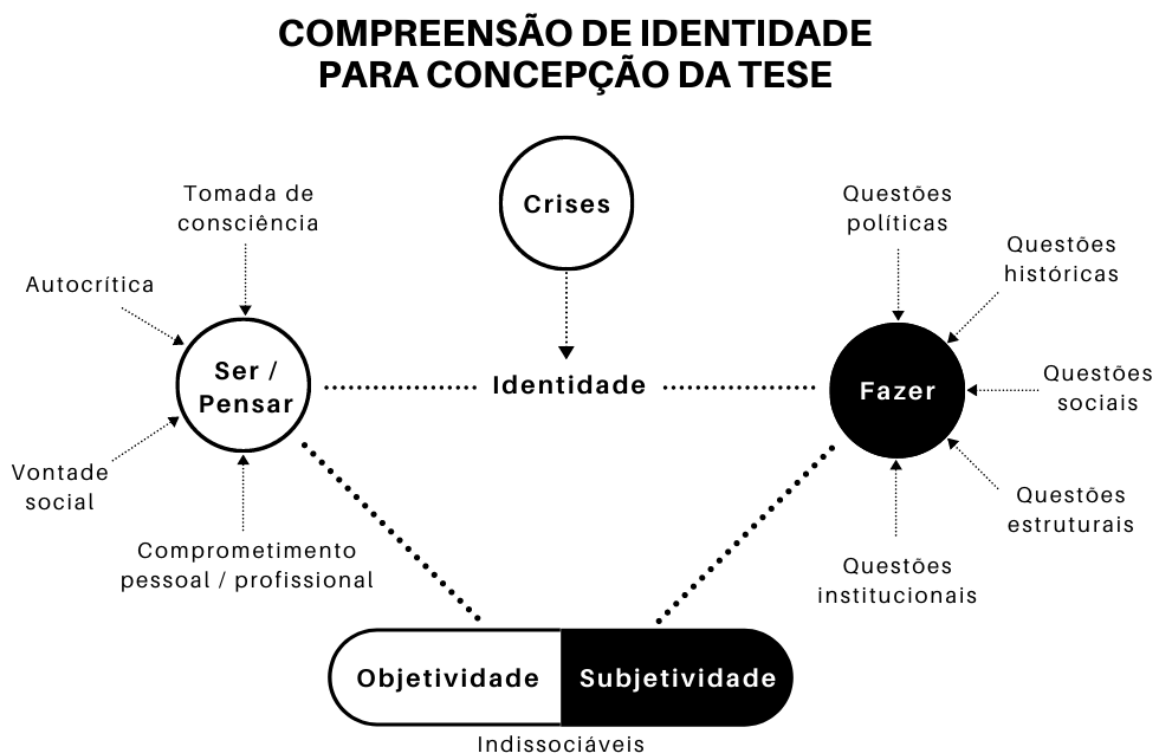 COMPREENSÃO DE IDENTIDADE
PARA CONCEPÇÃO DA TESE
Crises
Tomada de
consciência
Autocrítica
Ser /
Pensar
Vontade
social
Comprometimento
pessoal / profissional
Identidade
Questões
políticas
Questões
históricas
Fazer
Questões
sociais
Questões
estruturais
Questões
institucionais
Objetividade
Subjetividade
Indissociáveis